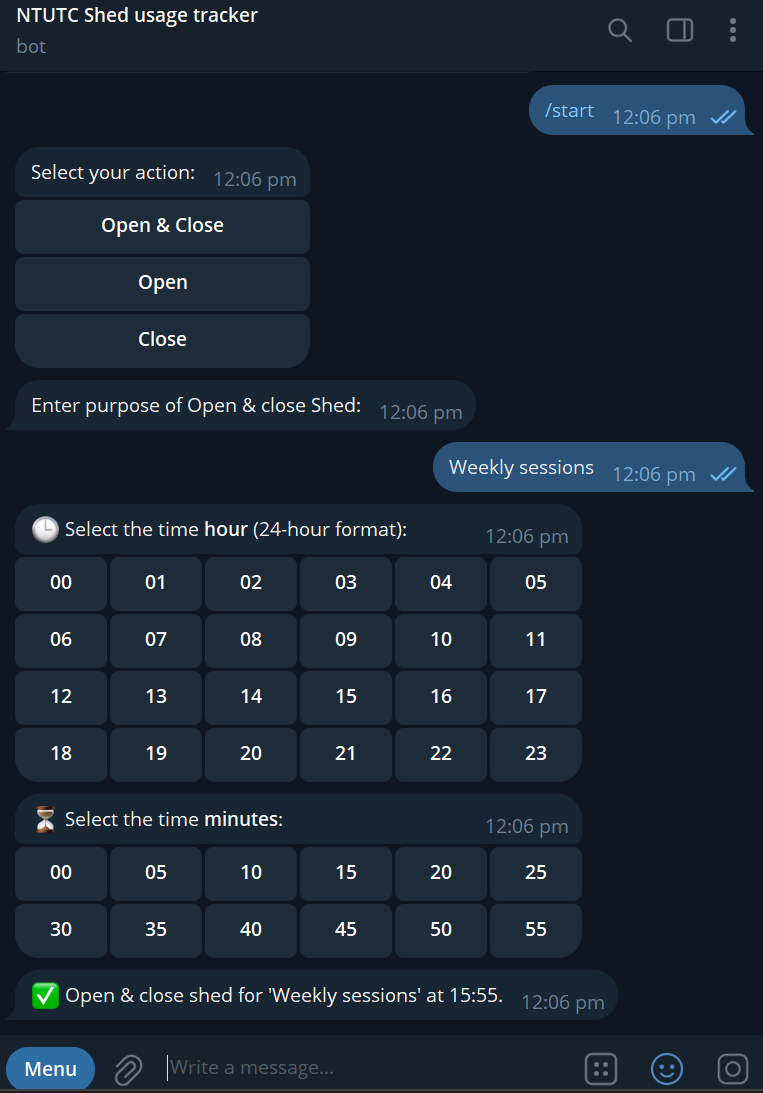 NTUTC Shed usage tracker
bot
/start 12:06 pm
Select your action: 12:06 pm
Open & Close
Open
Close
Enter purpose of Open & close Shed: 12:06 pm
Weekly sessions 12:06 pm
Select the time hour (24-hour format): 12:06 pm
00 01 02 03 04 05
06 07 08 09 10 11
12 13 14 15 16 17
18 19 20 21 22 23
Select the time minutes: 12:06 pm
00 05 10 15 20 25
30 35 40 45 50 55
Open & close shed for 'Weekly sessions' at 15:55. 12:06 pm
Menu Write a message...